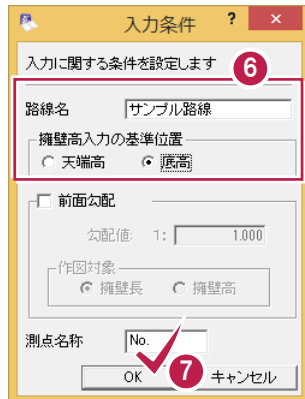 入力条件 ? ×
入力に関する条件を設定します
6
路線名 サンプル路線
擁壁高入力の基準位置
天端高 底高
前面勾配
勾配値: 1: 1.000
作図対象
擁壁長 擁壁高
測点名称 No.
7
OK キャンセル